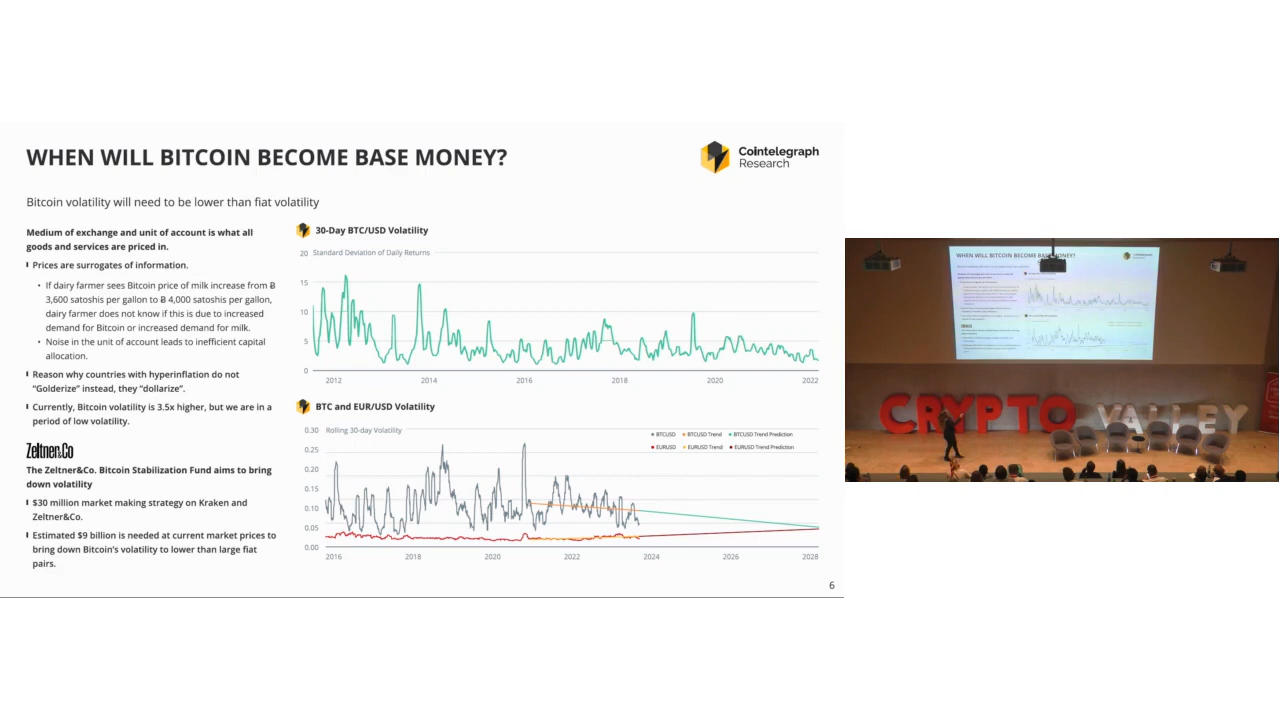 WHEN WILL BITCOIN BECOME BASE MONEY?
Cointelegraph
Research
Bitcoin volatility will need to be lower than fiat volatility
Medium of exchange and unit of account is what all
goods and services are priced in.
Prices are surrogates of information.
• If dairy farmer sees Bitcoin price of milk increase from Ƀ
3,600 satoshis per gallon to Ƀ 4,000 satoshis per gallon,
dairy farmer does not know if this is due to increased
demand for Bitcoin or increased demand for milk.
• Noise in the unit of account leads to inefficient capital
allocation.
Reason why countries with hyperinflation do not
“Golderize” instead, they “dollarize”.
Currently, Bitcoin volatility is 3.5x higher, but we are in a
period of low volatility.
Zeltner&Co
The Zeltner&Co. Bitcoin Stabilization Fund aims to bring
down volatility
$30 million market making strategy on Kraken and
Zeltner&Co.
Estimated $9 billion is needed at current market prices to
bring down Bitcoin’s volatility to lower than large fiat
pairs.
30-Day BTC/USD Volatility
20 Standard Deviation of Daily Returns
15
10
5
0
2012 2014 2016 2018 2020 2022
BTC and EUR/USD Volatility
0.30 Rolling 30-day Volatility
BTCUSD BTCUSD Trend BTCUSD Trend Prediction
EURUSD EURUSD Trend EURUSD Trend Prediction
0.25
0.20
0.15
0.10
0.05
0.00
2016 2018 2020 2022 2024 2026 2028
6
WHEN WILL BITCOIN BECOME BASE MONEY?
CRYPTO VALLEY